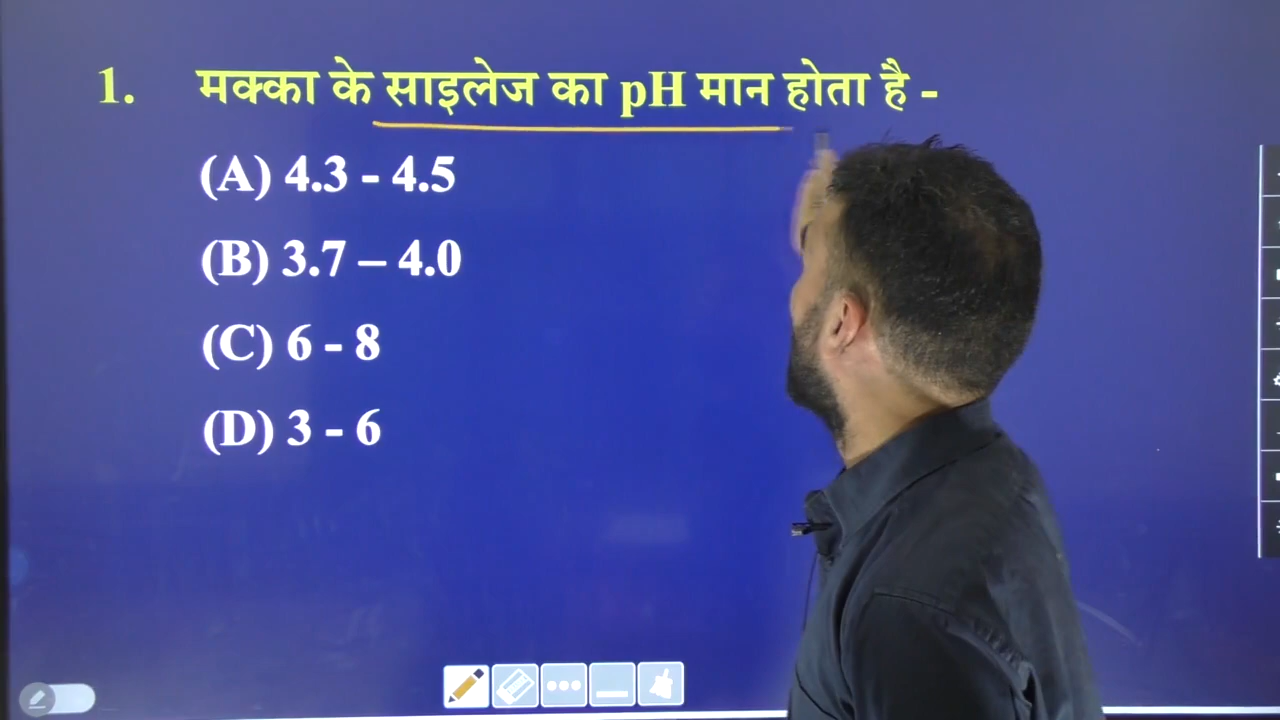 1. मक्का के साइलेज का pH मान होता है -
(A) 4.3 - 4.5
(B) 3.7 – 4.0
(C) 6 - 8
(D) 3 - 6